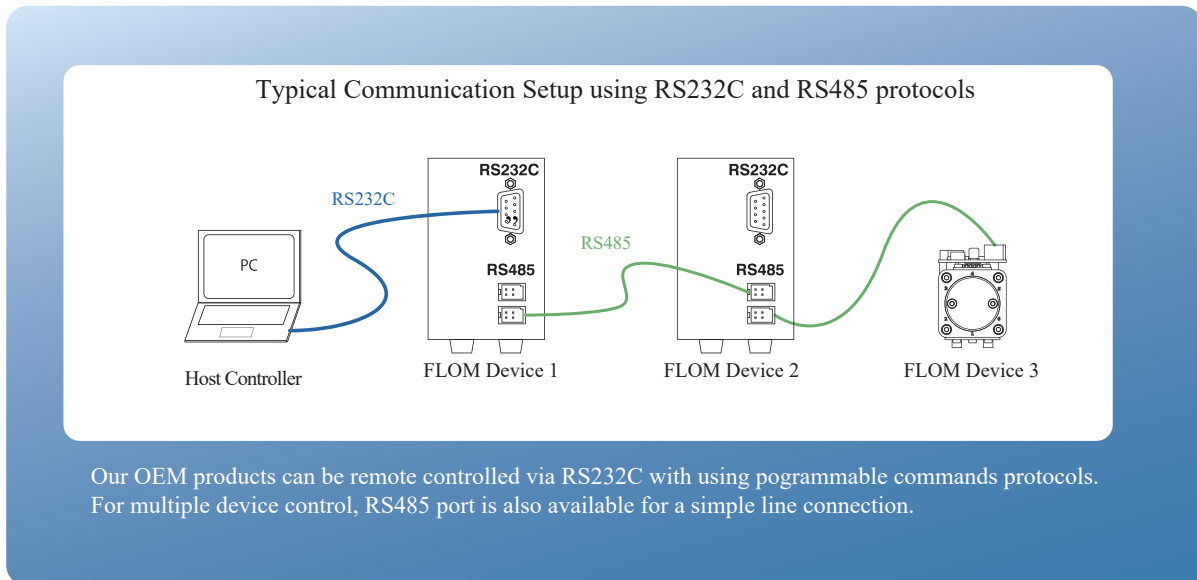 Typical Communication Setup using RS232C and RS485 protocols
RS232C
RS232C
RS232C
RS485
PC
RS485
RS485
Host Controller
FLOM Device 1
FLOM Device 2
FLOM Device 3
Our OEM products can be remote controlled via RS232C with using pogrammable commands protocols.
For multiple device control, RS485 port is also available for a simple line connection.